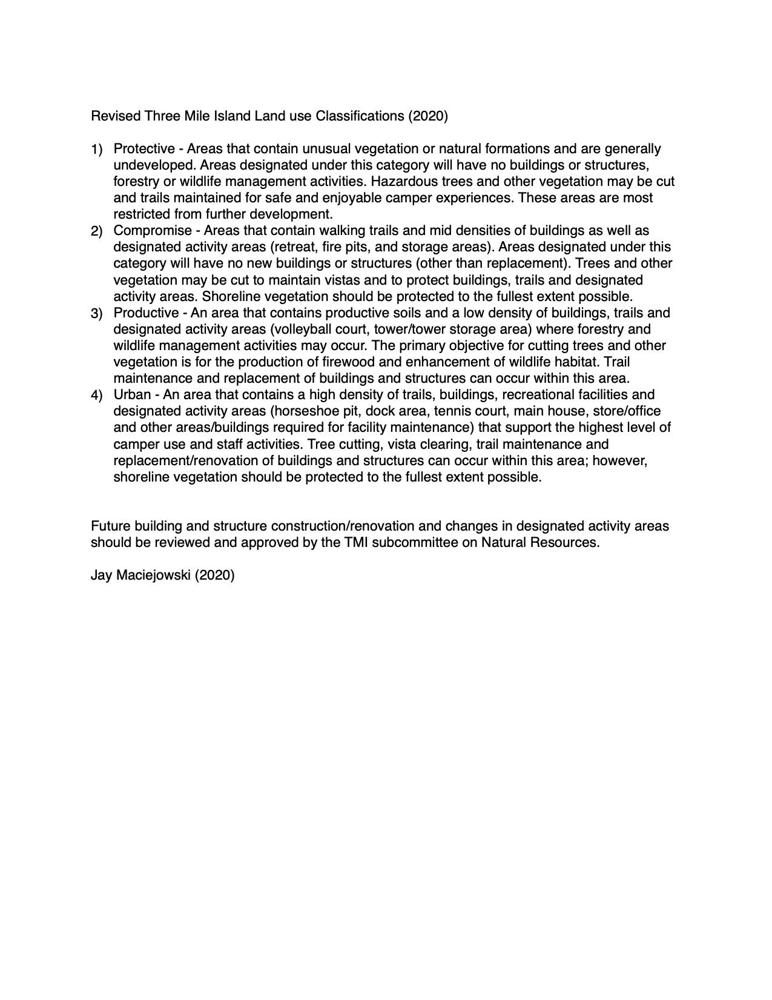 Revised Three Mile Island Land use Classifications (2020)
1) Protective - Areas that contain unusual vegetation or natural formations and are generally
undeveloped. Areas designated under this category will have no buildings or structures,
forestry or wildlife management activities. Hazardous trees and other vegetation may be cut
and trails maintained for safe and enjoyable camper experiences. These areas are most
restricted from further development.
2) Compromise - Areas that contain walking trails and mid densities of buildings as well as
designated activity areas (retreat, fire pits, and storage areas). Areas designated under this
category will have no new buildings or structures (other than replacement). Trees and other
vegetation may be cut to maintain vistas and to protect buildings, trails and designated
activity areas. Shoreline vegetation should be protected to the fullest extent possible.
3) Productive - An area that contains productive soils and a low density of buildings, trails and
designated activity areas (volleyball court, tower/tower storage area) where forestry and
wildlife management activities may occur. The primary objective for cutting trees and other
vegetation is for the production of firewood and enhancement of wildlife habitat. Trail
maintenance and replacement of buildings and structures can occur within this area.
4) Urban - An area that contains a high density of trails, buildings, recreational facilities and
designated activity areas (horseshoe pit, dock area, tennis court, main house, store/office
and other areas/buildings required for facility maintenance) that support the highest level of
camper use and staff activities. Tree cutting, vista clearing, trail maintenance and
replacement/renovation of buildings and structures can occur within this area; however,
shoreline vegetation should be protected to the fullest extent possible.
Future building and structure construction/renovation and changes in designated activity areas
should be reviewed and approved by the TMI subcommittee on Natural Resources.
Jay Maciejowski (2020)